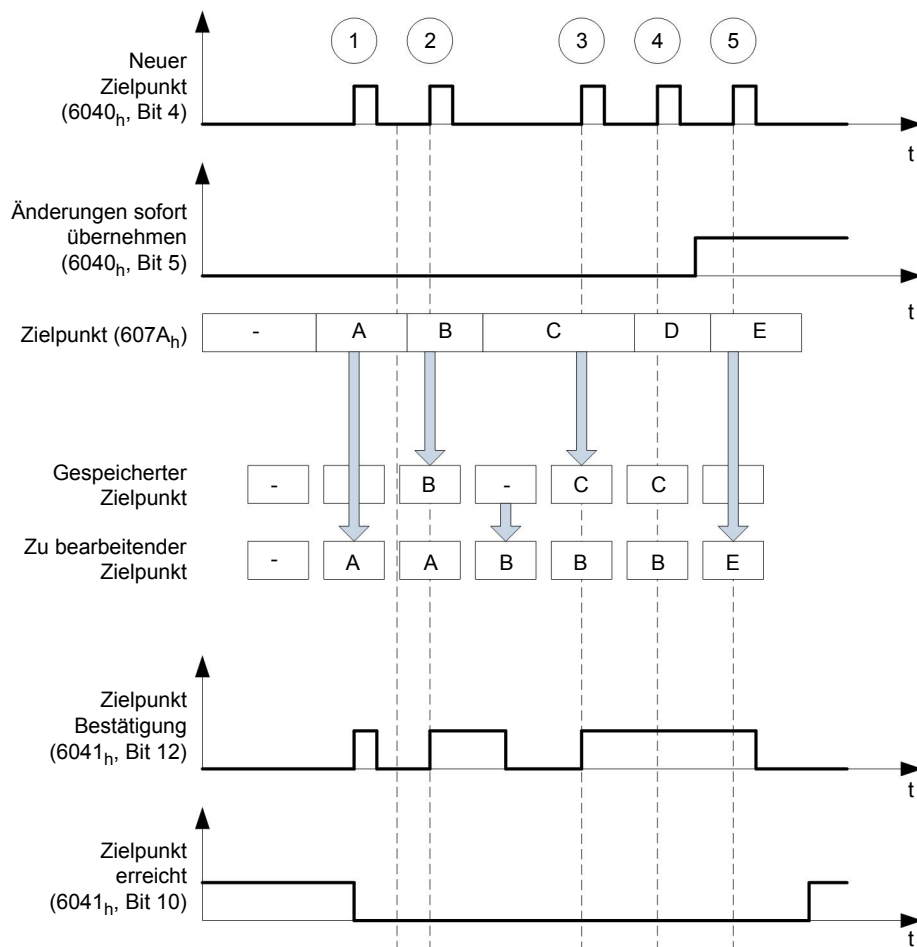 1 2 3 4 5
Neuer
Zielpunkt
(6040h, Bit 4)
t
Änderungen sofort
übernehmen
(6040h, Bit 5)
t
Zielpunkt (607Ah)
- A B C D E
Gespeicherter
Zielpunkt
- B - C C
Zu bearbeitender
Zielpunkt
- A A B B B E
Zielpunkt
Bestätigung
(6041h, Bit 12)
t
Zielpunkt
erreicht
(6041h, Bit 10)
t